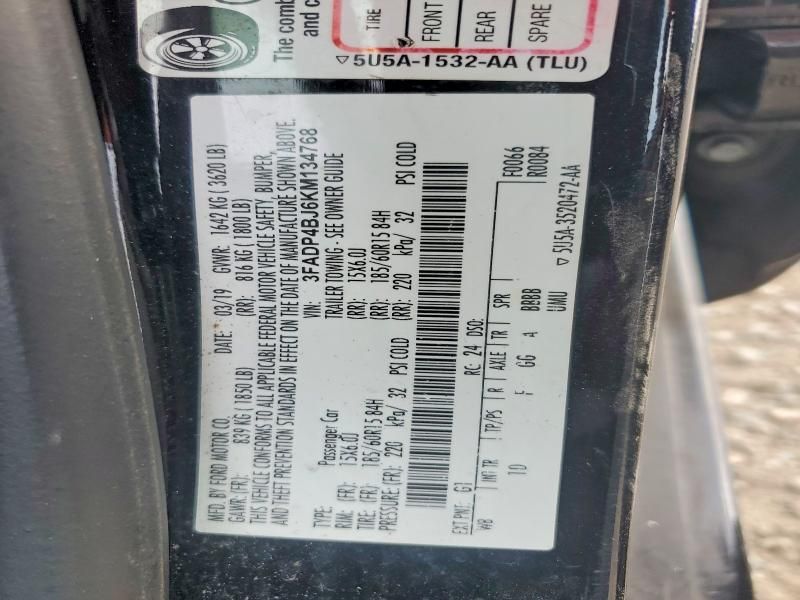 The comb
and c
TIRE
FRONT
REAR
SPARE
▽5U5A-1532-AA (TLU)
MFD. BY FORD MOTOR CO.
DATE: 03/19 GVWR: 1642 KG ( 3620 LB)
GAWR: (FR): 839 KG ( 1850 LB) (RR): 816 KG ( 1800 LB)
THIS VEHICLE CONFORMS TO ALL APPLICABLE FEDERAL MOTOR VEHICLE SAFETY, BUMPER,
AND THEFT PREVENTION STANDARDS IN EFFECT ON THE DATE OF MANUFACTURE SHOWN ABOVE.
VIN: 3FADP4BJ6KM134768
TYPE: Passenger Car TRAILER TOWING - SEE OWNER GUIDE
RIM: (FR): 15X6.0J (RR): 15X6.0J
TIRE: (FR): 185/60R15 84H (RR): 185/60R15 84H
PRESSURE: (FR): 220 kPa/ 32 PSI COLD (RR): 220 kPa/ 32 PSI COLD
EXT PNT: G1 RC: 24 DSO: F0066
WB INT TR TP/PS R AXLE TR SPR R0084
10 F GG A BBBB
UMU ▽ 5U5A-3520472-AA